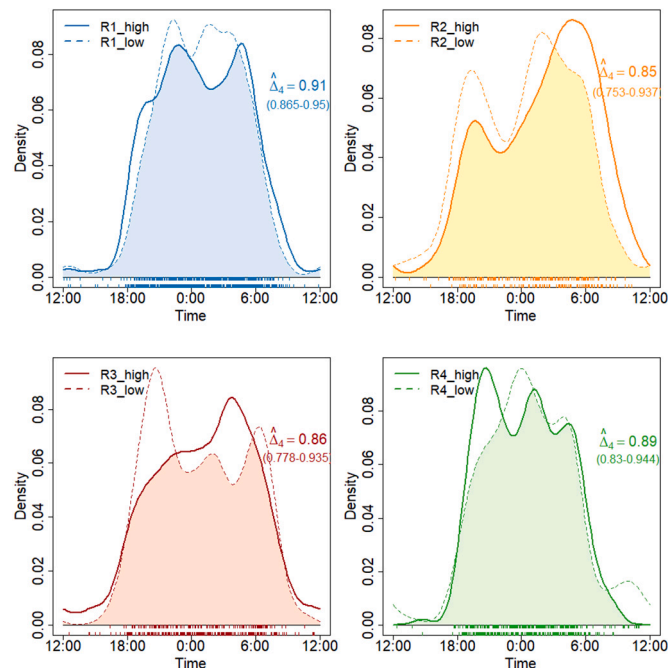 R1_high
R1_low
Δ̂₄ = 0.91
(0.865-0.95)
Density
0.00
0.02
0.04
0.06
0.08
12:00
18:00
0:00
6:00
12:00
Time
R2_high
R2_low
Δ̂₄ = 0.85
(0.753-0.937)
Density
0.00
0.02
0.04
0.06
0.08
12:00
18:00
0:00
6:00
12:00
Time
R3_high
R3_low
Δ̂₄ = 0.86
(0.778-0.935)
Density
0.00
0.02
0.04
0.06
0.08
12:00
18:00
0:00
6:00
12:00
Time
R4_high
R4_low
Δ̂₄ = 0.89
(0.83-0.944)
Density
0.00
0.02
0.04
0.06
0.08
12:00
18:00
0:00
6:00
12:00
Time